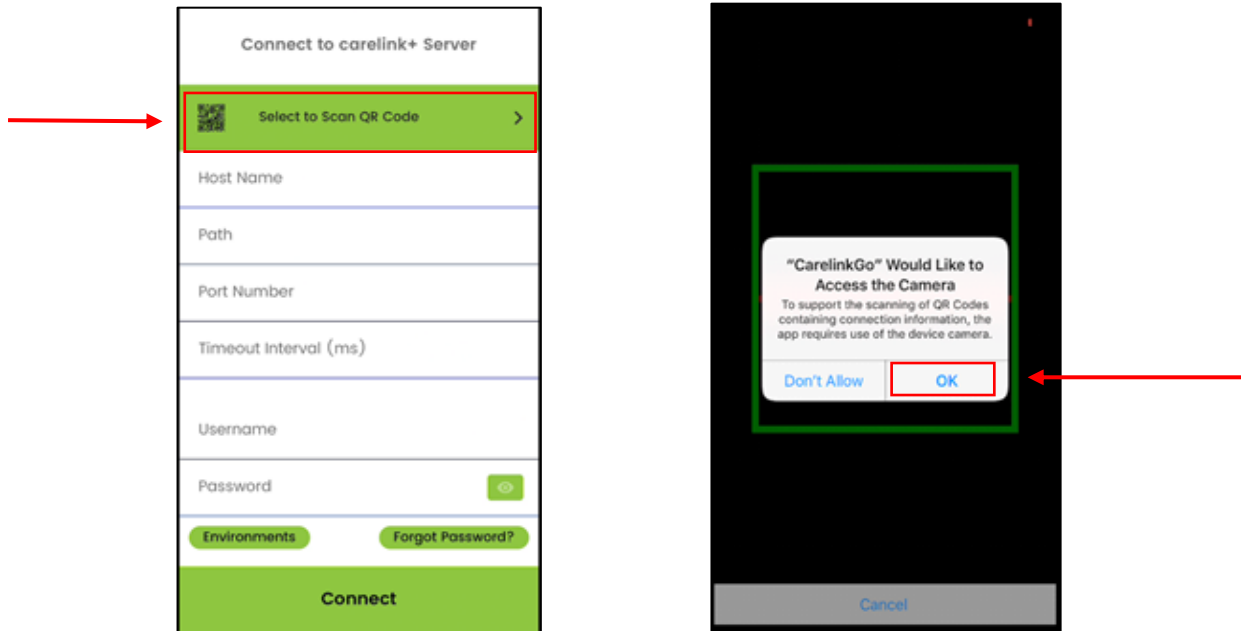 Connect to carelink+ Server
Select to Scan QR Code
Host Name
Path
Port Number
Timeout Interval (ms)
Username
Password
Environments
Forgot Password?
Connect
“CarelinkGo” Would Like to
Access the Camera
To support the scanning of QR Codes
containing connection information, the
app requires use of the device camera.
Don't Allow
OK
Cancel